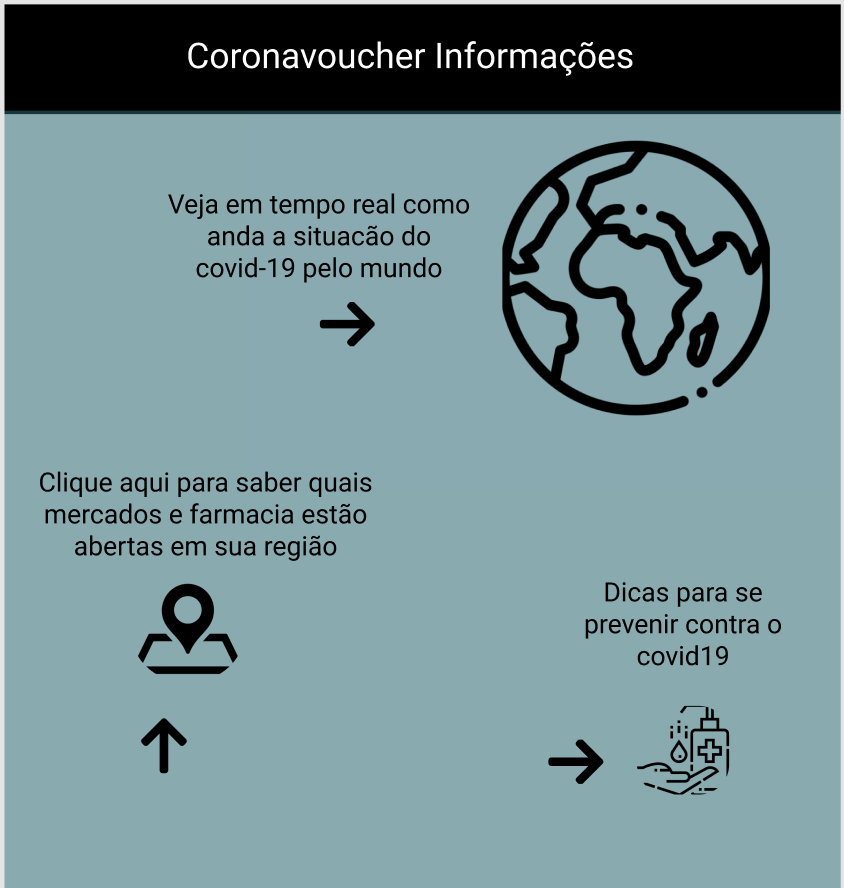 Coronavoucher Informações
Veja em tempo real como
anda a situacão do
covid-19 pelo mundo
Clique aqui para saber quais
mercados e farmacia estão
abertas em sua região
Dicas para se
prevenir contra o
covid19